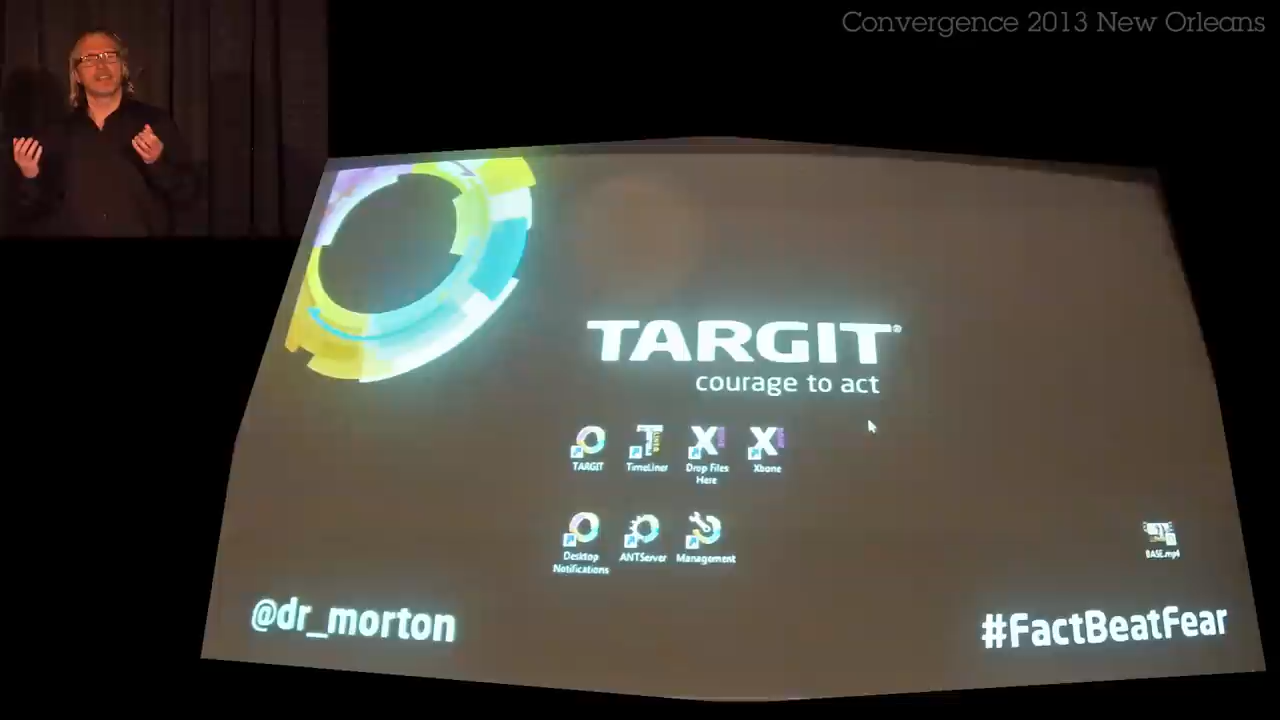 Convergence 2013 New Orleans
TARGIT®
courage to act
TARGIT
TimeLiner
Drop Files
Here
Xbone
Desktop
Notifications
ANTServer
Management
BASE.mp4
@dr_morton
#FactBeatFear